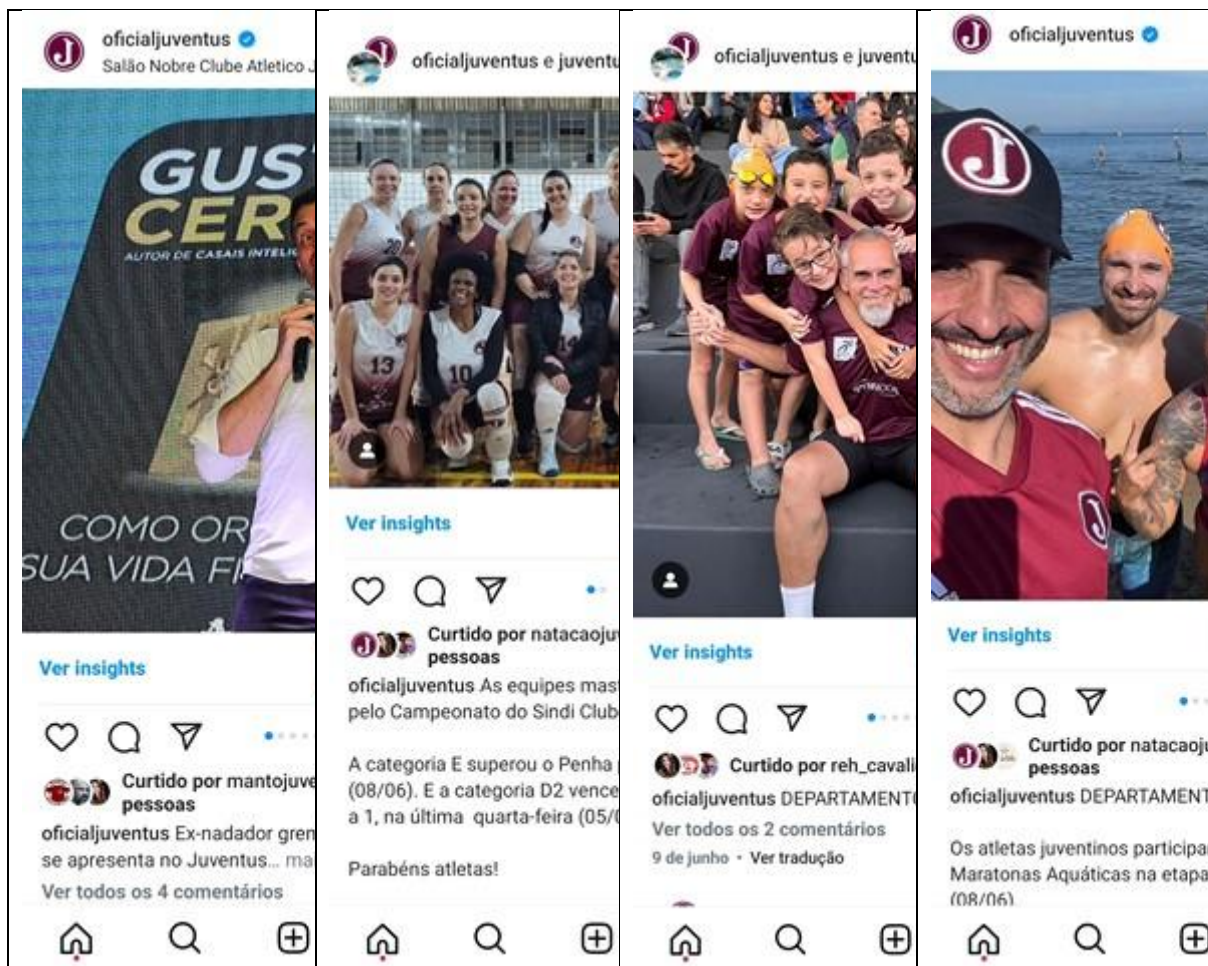 oficialjuventus
Salão Nobre Clube Atletico J
GUS
CER
AUTOR DE CASAIS INTELI
COMO OR
SUA VIDA FI
Ver insights
Curtido por mantojuve
pessoas
oficialjuventus Ex-nadador gren
se apresenta no Juventus... ma
Ver todos os 4 comentários
oficialjuventus e juventu
20
13
10
14
Ver insights
Curtido por natacaoju
pessoas
oficialjuventus As equipes mas
pelo Campeonato do Sindi Club
A categoria E superou o Penha
(08/06). E a categoria D2 vence
a 1, na última quarta-feira (05/0
Parabéns atletas!
oficialjuventus e juventu
Ver insights
Curtido por reh_cavali
oficialjuventus DEPARTAMENTO
Ver todos os 2 comentários
9 de junho • Ver tradução
oficialjuventus
J
J
Ver insights
Curtido por natacaoju
pessoas
oficialjuventus DEPARTAMENT
Os atletas juventinos participa
Maratonas Aquáticas na etapa
(08/06)